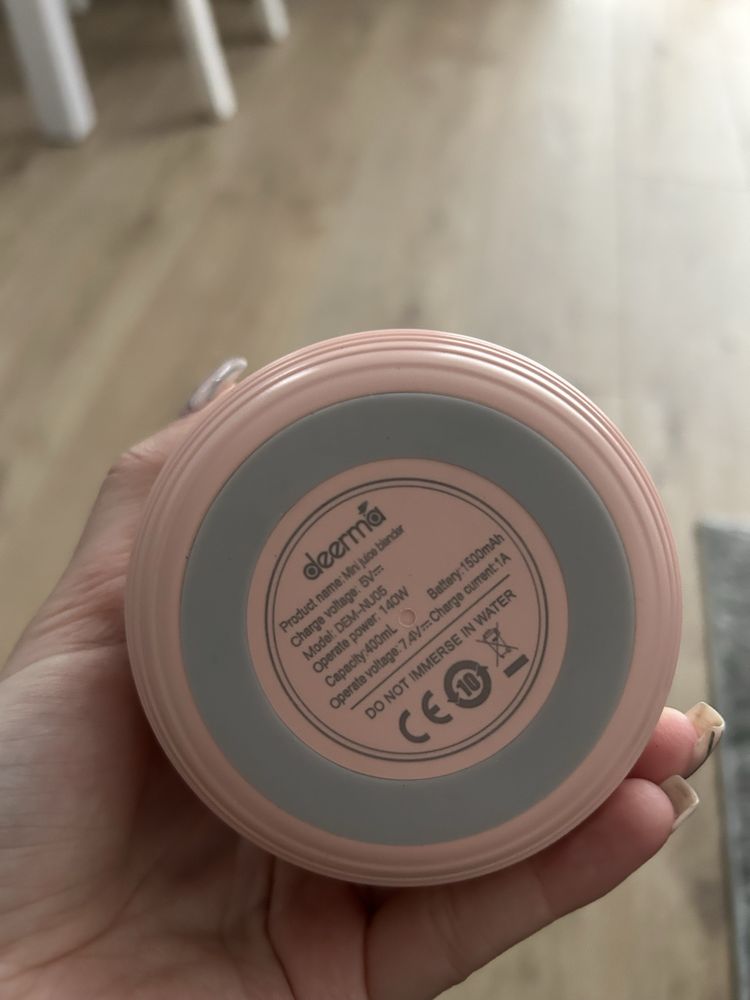 deerma
Product name: Mini juice blender
Charge voltage: 5V⎓
Model: DEM-NU05
Operate power: 140W Battery:1500mAh
Capacity:400mL
Operate voltage: 7.4V⎓ Charge current:1A
DO NOT IMMERSE IN WATER
CE 10